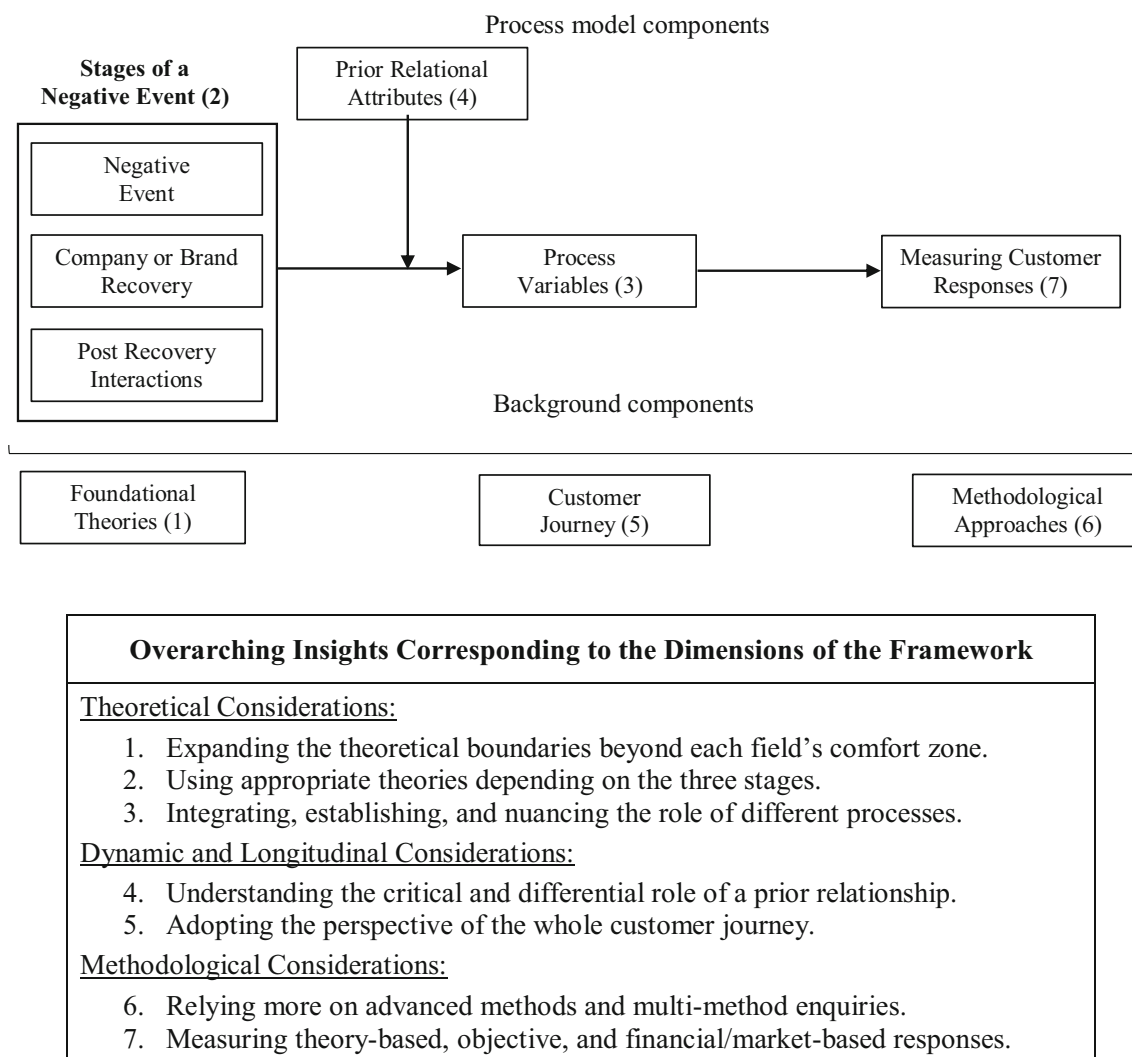 Process model components
Stages of a
Negative Event (2)
Prior Relational
Attributes (4)
Negative
Event
Company or Brand
Recovery
Post Recovery
Interactions
Process
Variables (3)
Measuring Customer
Responses (7)
Background components
Foundational
Theories (1)
Customer
Journey (5)
Methodological
Approaches (6)
Overarching Insights Corresponding to the Dimensions of the Framework
Theoretical Considerations:
1. Expanding the theoretical boundaries beyond each field’s comfort zone.
2. Using appropriate theories depending on the three stages.
3. Integrating, establishing, and nuancing the role of different processes.
Dynamic and Longitudinal Considerations:
4. Understanding the critical and differential role of a prior relationship.
5. Adopting the perspective of the whole customer journey.
Methodological Considerations:
6. Relying more on advanced methods and multi-method enquiries.
7. Measuring theory-based, objective, and financial/market-based responses.